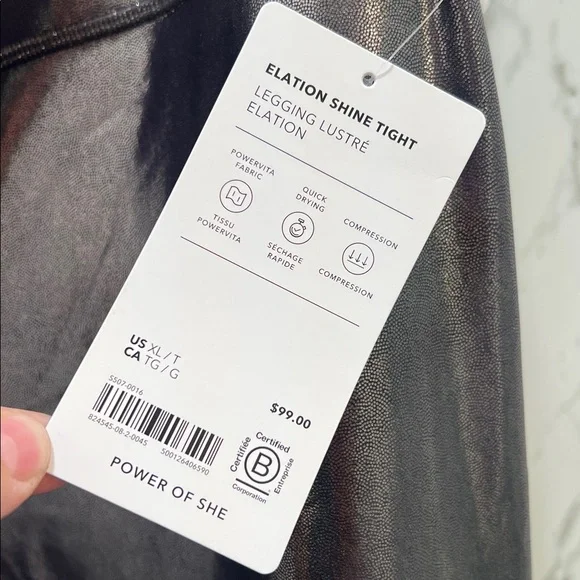 ELATION SHINE TIGHT
LEGGING LUSTRÉ
ELATION
POWERVITA
FABRIC
TISSU
POWERVITA
QUICK
DRYING
SÉCHAGE
RAPIDE
COMPRESSION
COMPRESSION
US XL / T
CA TG / G
$99.00
5507-0016
824545-08-2-0045 500126406590
Certified
Certifiée
B
Corporation
Entreprise
POWER OF SHE